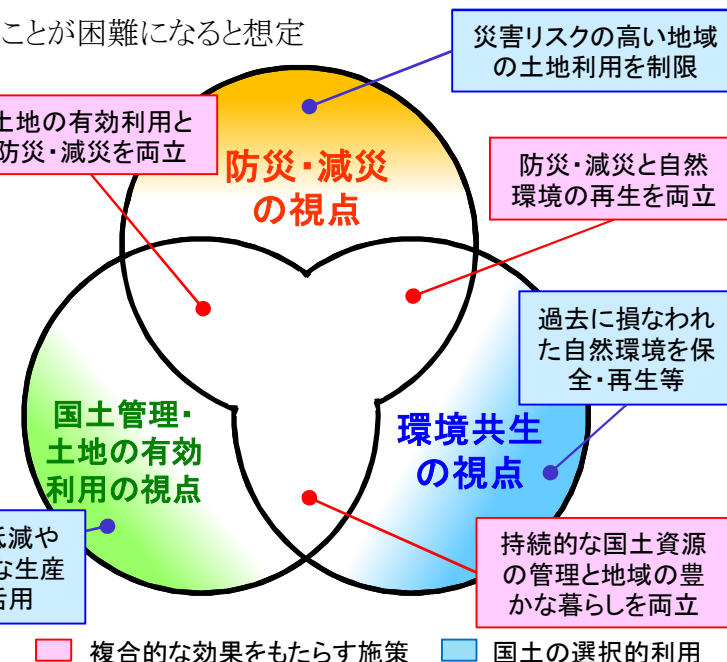 ことが困難になると想定
災害リスクの高い地域
の土地利用を制限
土地の有効利用と
防災・減災を両立
防災・減災
の視点
防災・減災と自然
環境の再生を両立
過去に損なわれ
た自然環境を保
全・再生等
国土管理・
土地の有効
利用の視点
環境共生
の視点
低減や
な生産
活用
持続的な国土資源
の管理と地域の豊
かな暮らしを両立
複合的な効果をもたらす施策
国土の選択的利用